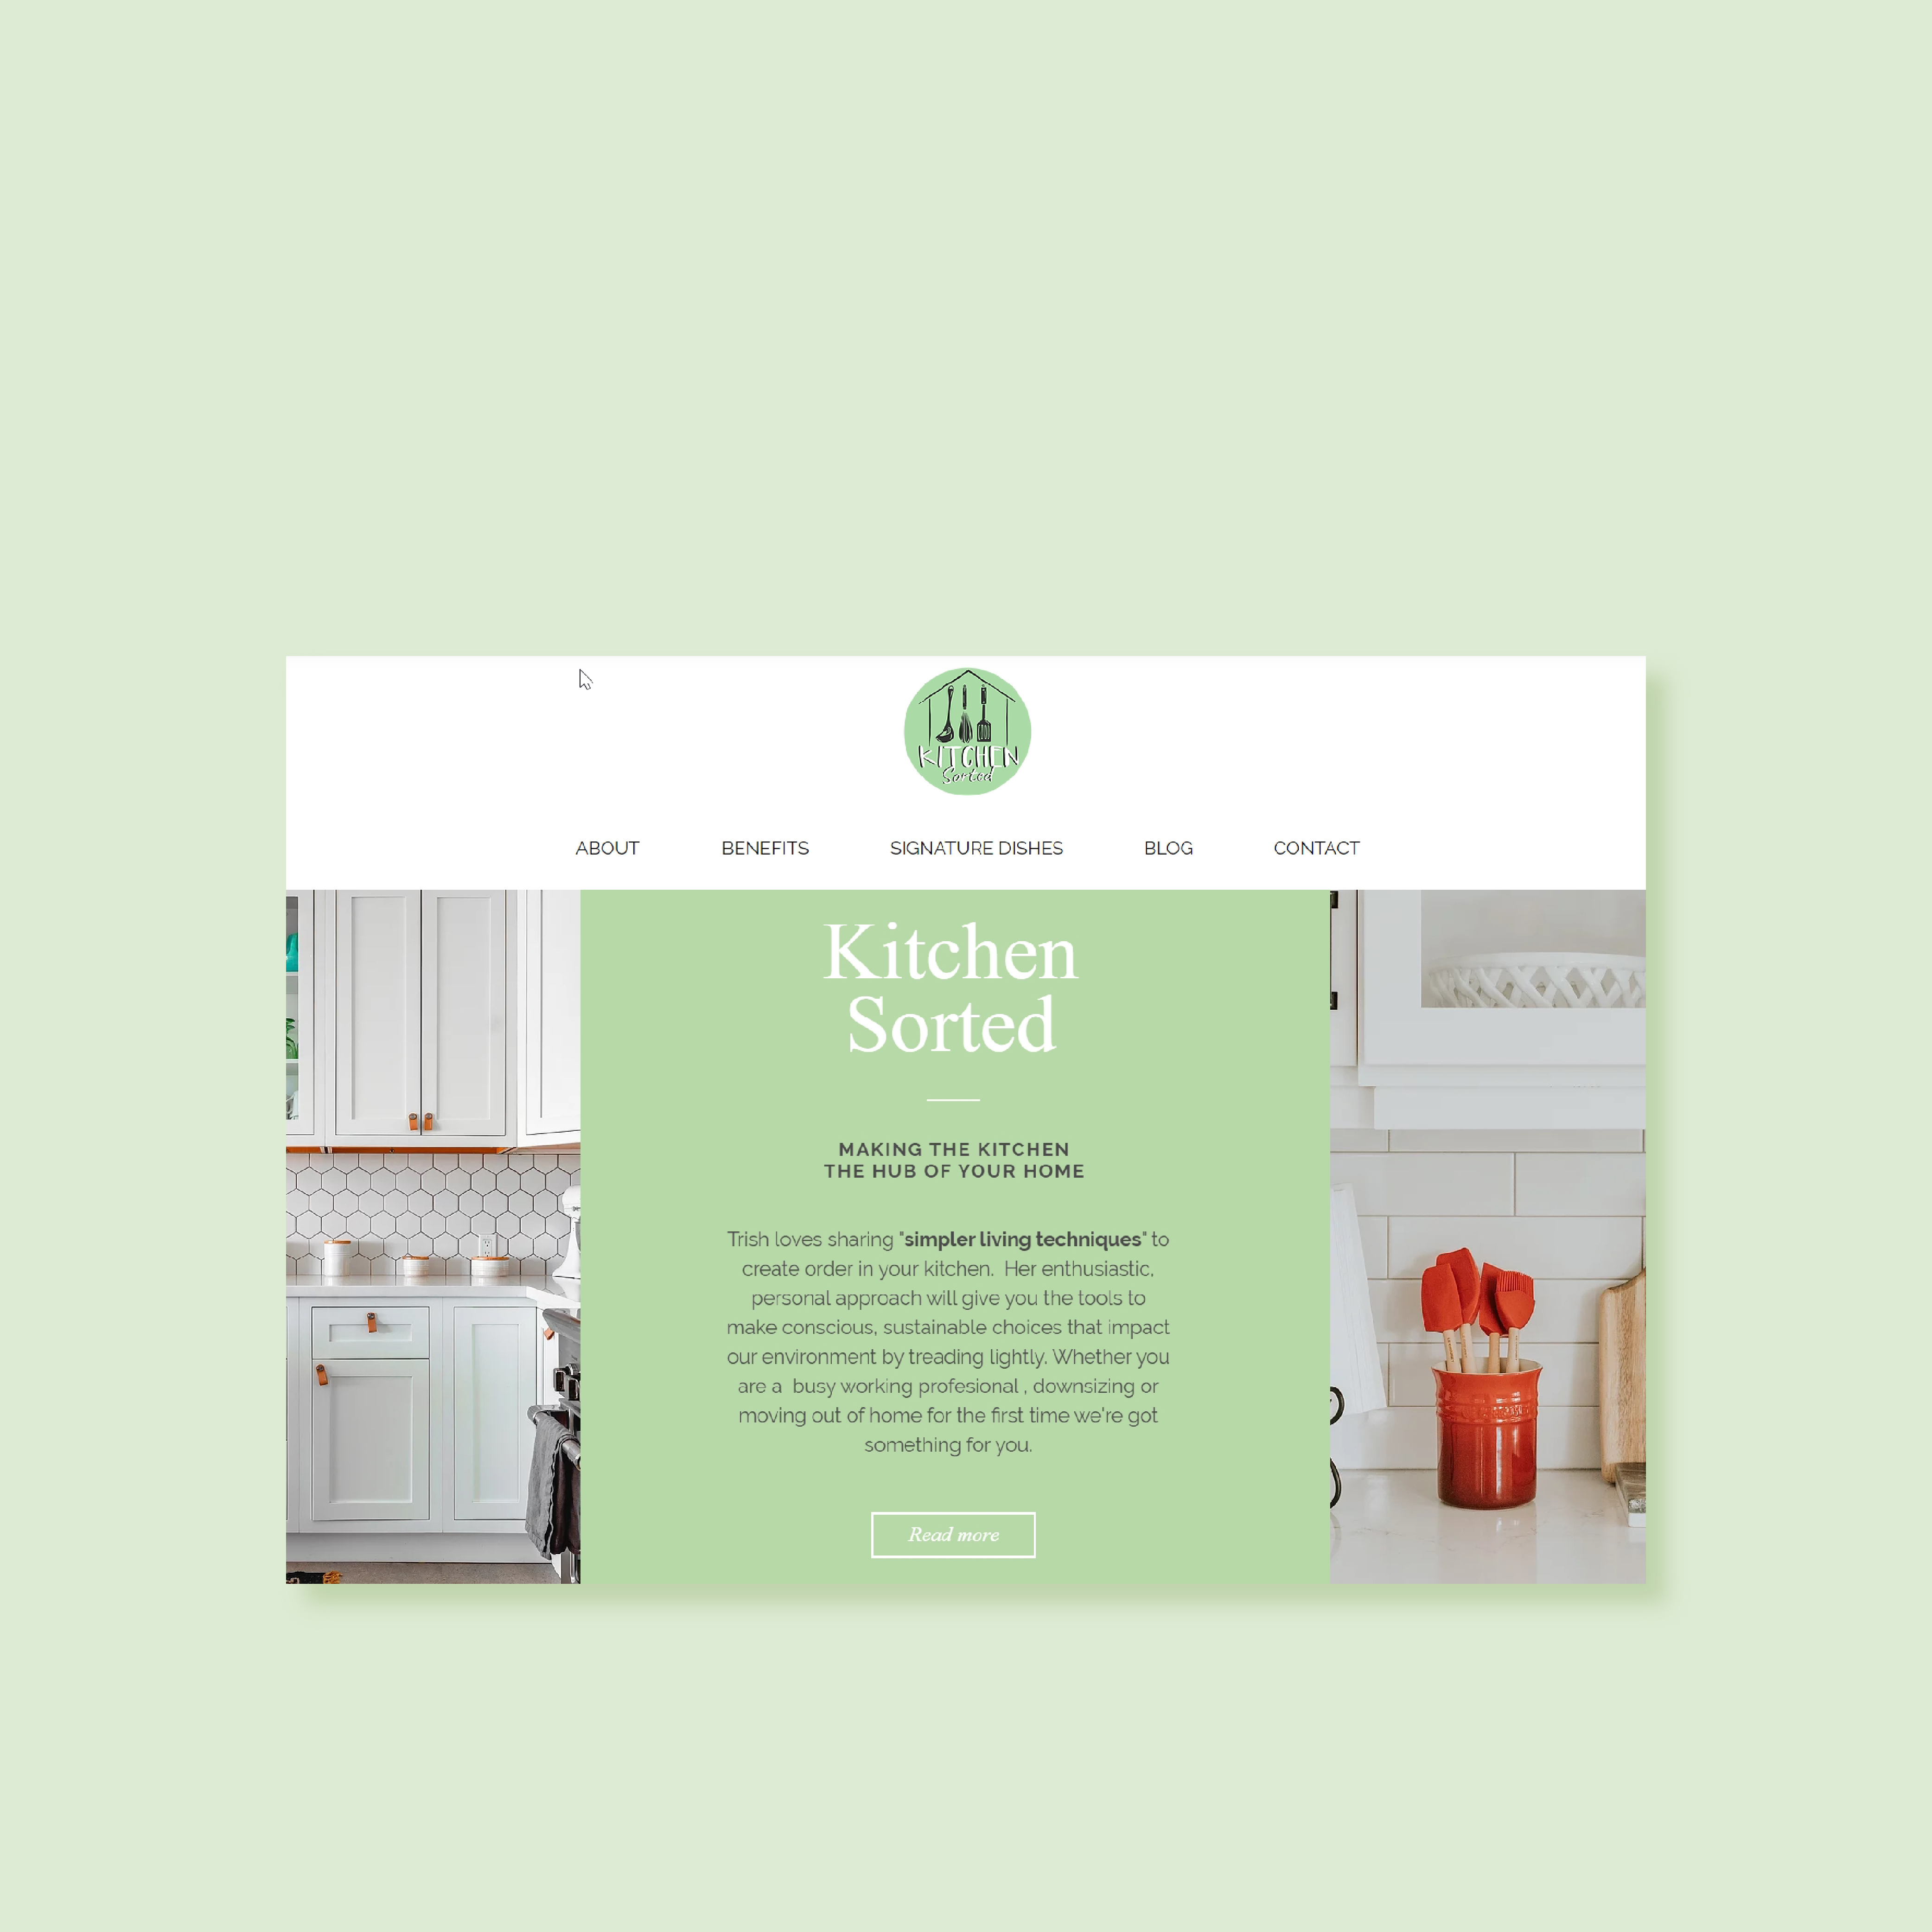 KITCHEN
Sorted
ABOUT BENEFITS SIGNATURE DISHES BLOG CONTACT
Kitchen
Sorted
MAKING THE KITCHEN
THE HUB OF YOUR HOME
Trish loves sharing "simpler living techniques" to
create order in your kitchen.  Her enthusiastic,
personal approach will give you the tools to
make conscious, sustainable choices that impact
our environment by treading lightly. Whether you
are a  busy working profesional , downsizing or
moving out of home for the first time we're got
something for you.
Read more